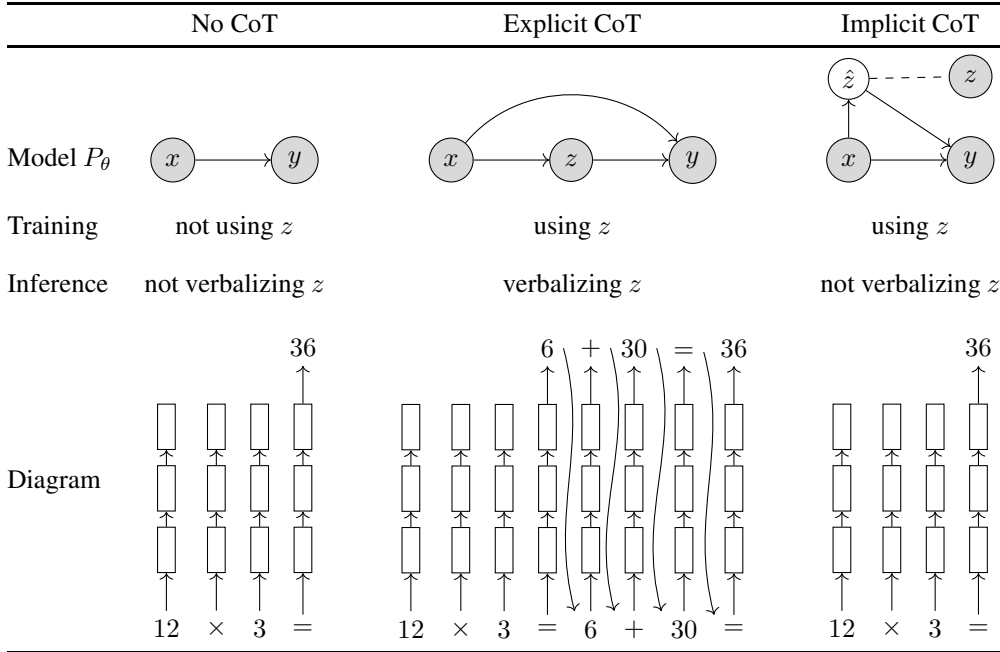 No CoT Explicit CoT Implicit CoT
ẑ z
Model Pθ x y x z y x y
Training not using z using z using z
Inference not verbalizing z verbalizing z not verbalizing z
36 6 + 30 = 36 36
Diagram
12 × 3 = 12 × 3 = 6 + 30 = 12 × 3 =